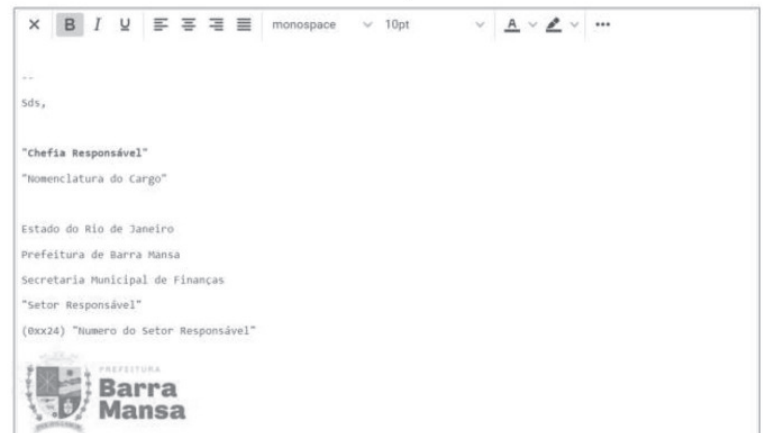 B I U monospace 10pt A
--
Sds,
"Chefia Responsável"
"Nomenclatura do Cargo"
Estado do Rio de Janeiro
Prefeitura de Barra Mansa
Secretaria Municipal de Finanças
"Setor Responsável"
(0xx24) "Numero do Setor Responsável"
PREFEITURA
Barra
Mansa